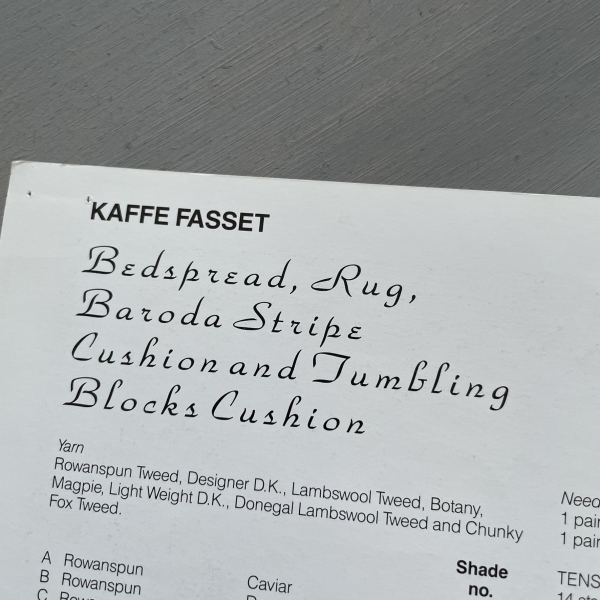 KAFFE FASSET
Bedspread, Rug,
Baroda Stripe
Cushion and Tumbling
Blocks Cushion
Yarn
Rowanspun Tweed, Designer D.K., Lambswool Tweed, Botany,
Magpie, Light Weight D.K., Donegal Lambswool Tweed and Chunky
Fox Tweed.
Shade
no.
A Rowanspun Caviar
B Rowanspun
C
1 pair
1 pair
TENS